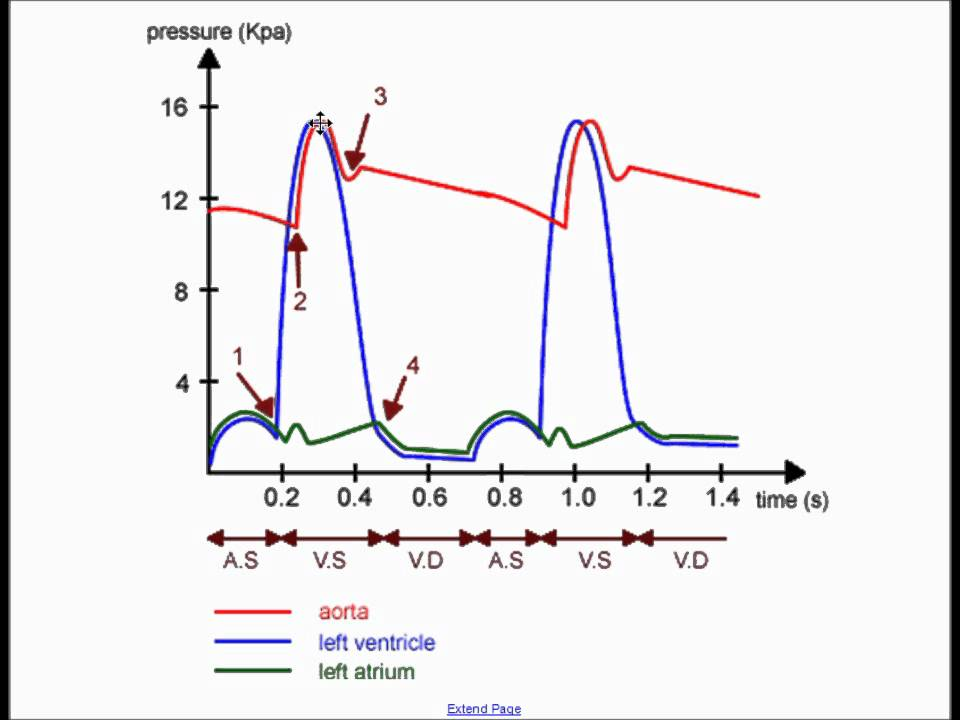 pressure (Kpa)
16
3
12
8
2
1
4
4
0.2 0.4 0.6 0.8 1.0 1.2 1.4 time (s)
A.S V.S V.D A.S V.S V.D
aorta
left ventricle
left atrium
Extend Page